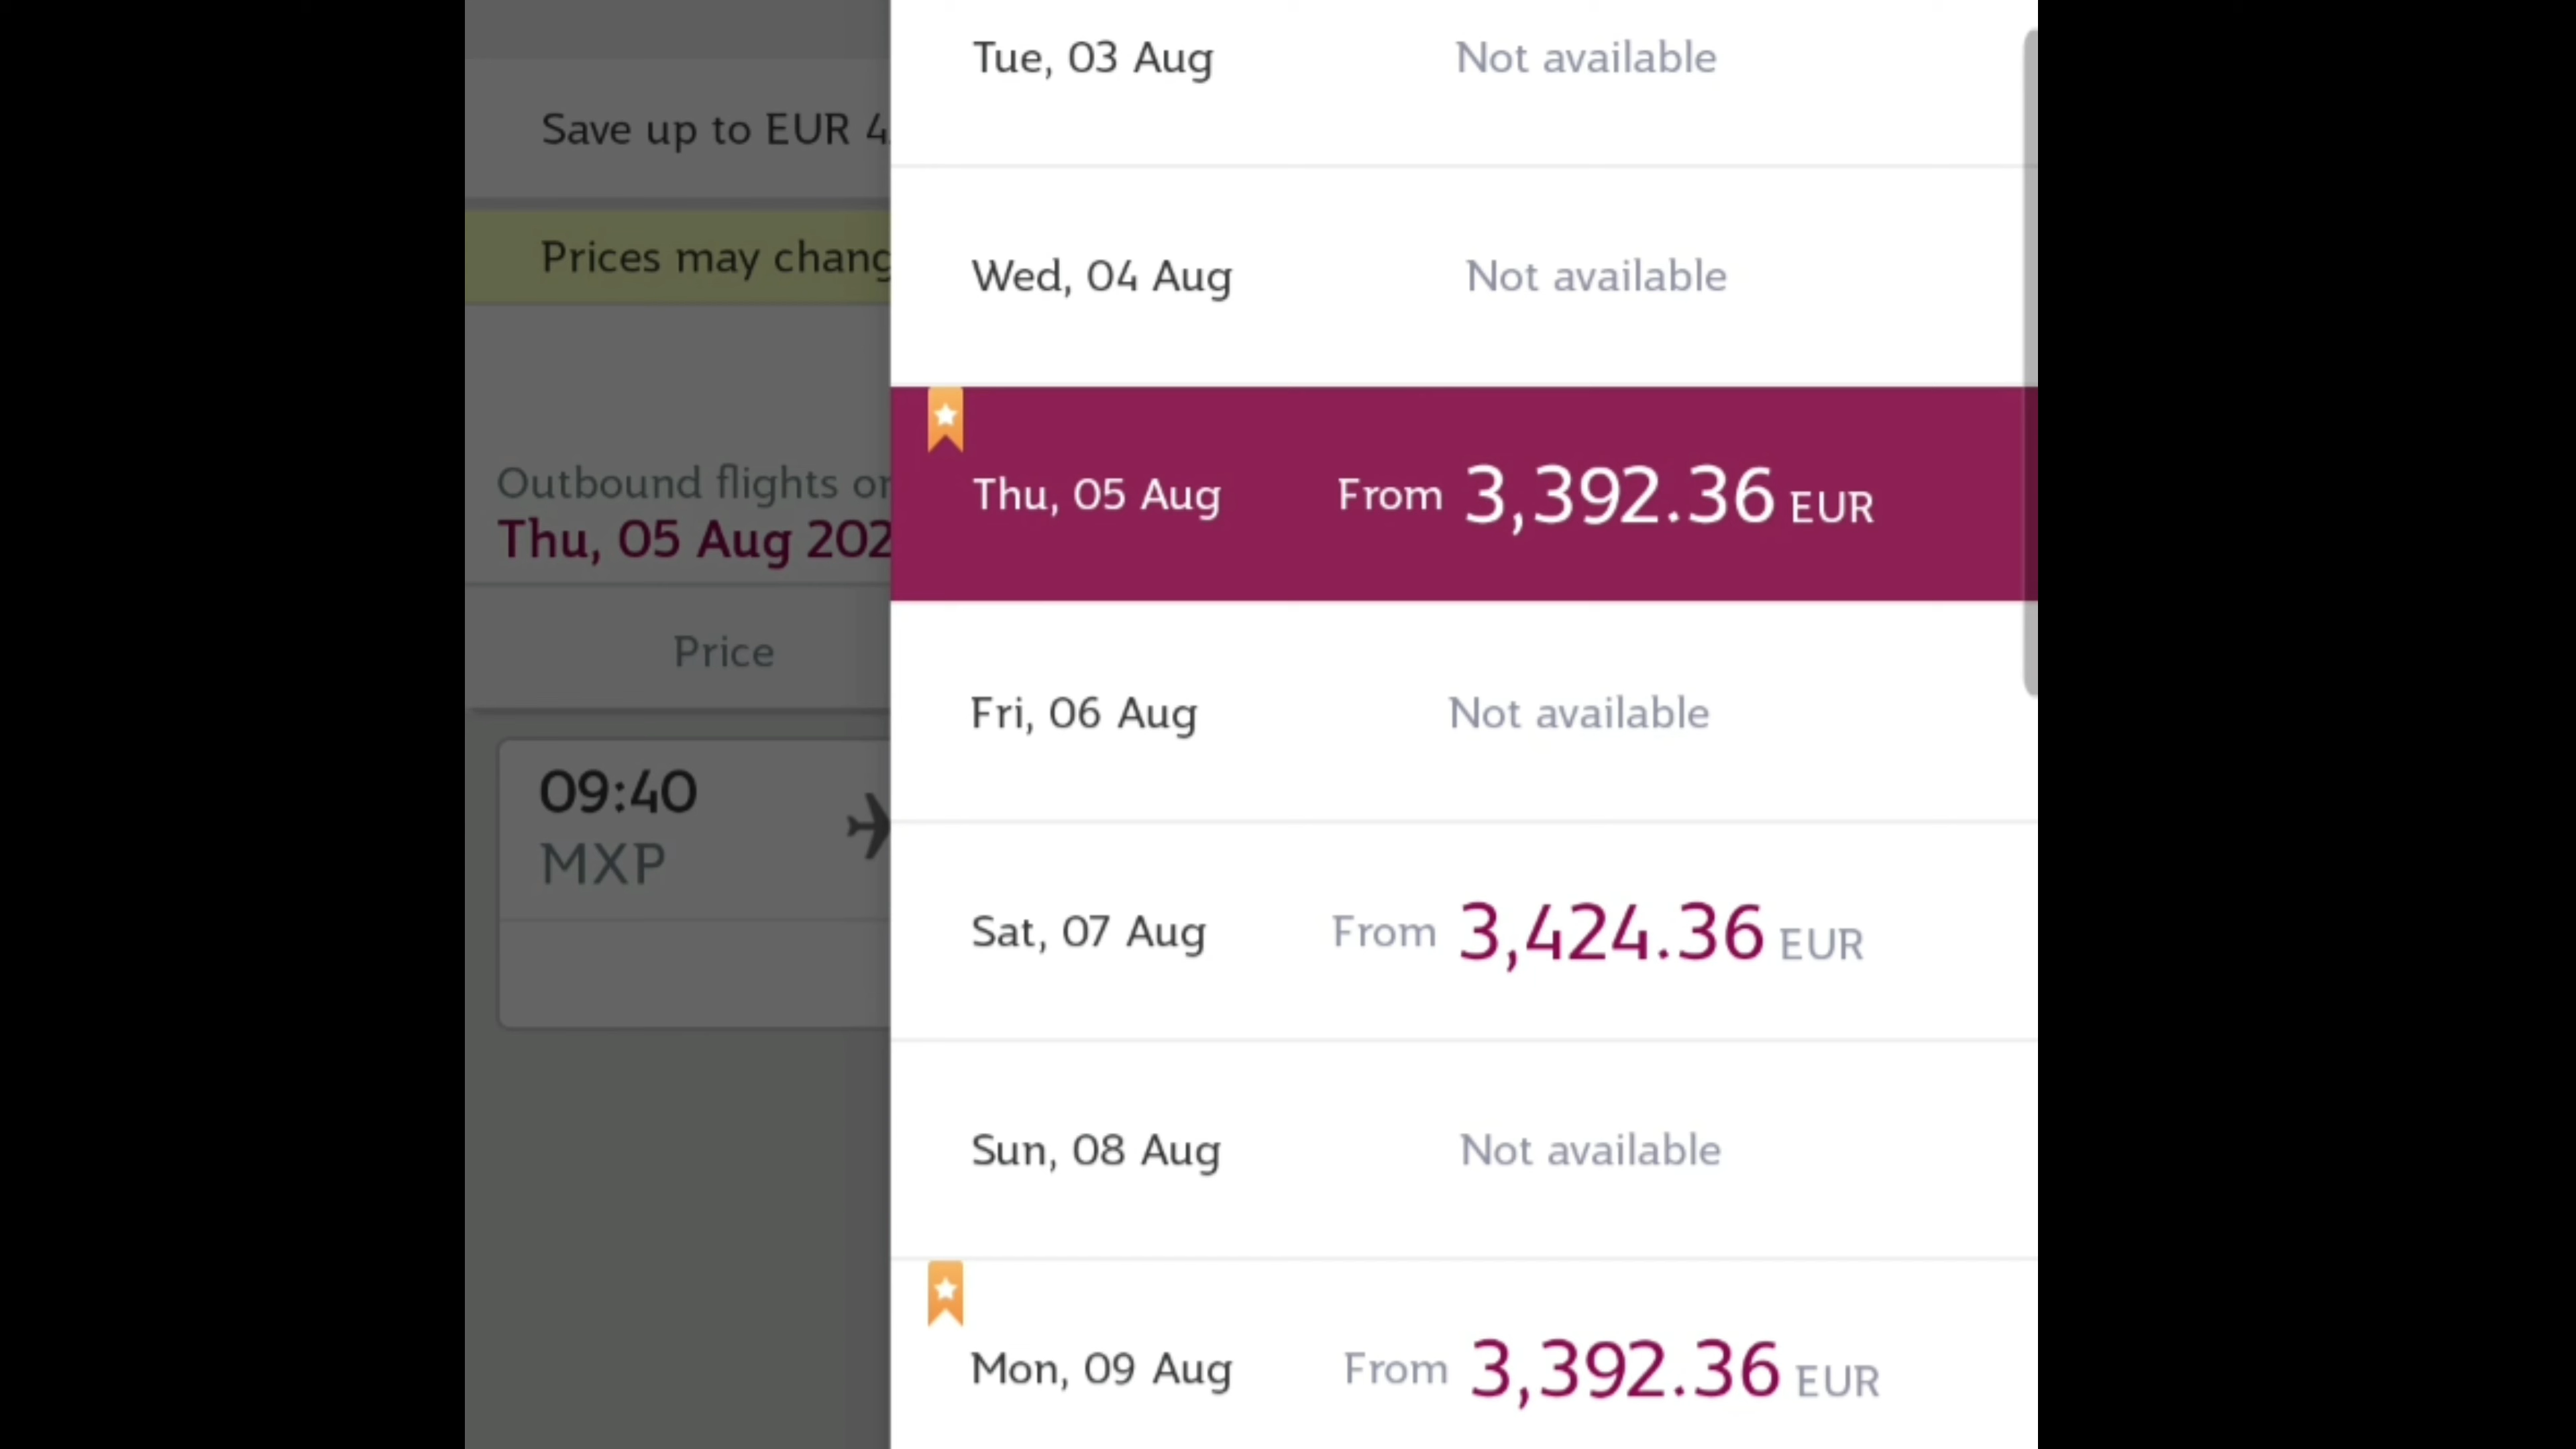 Save up to EUR 4
Prices may chang
Outbound flights
Thu, 05 Aug 202
Price
09:40
MXP
Tue, 03 Aug Not available
Wed, 04 Aug Not available
Thu, 05 Aug From 3,392.36 EUR
Fri, 06 Aug Not available
Sat, 07 Aug From 3,424.36 EUR
Sun, 08 Aug Not available
Mon, 09 Aug From 3,392.36 EUR